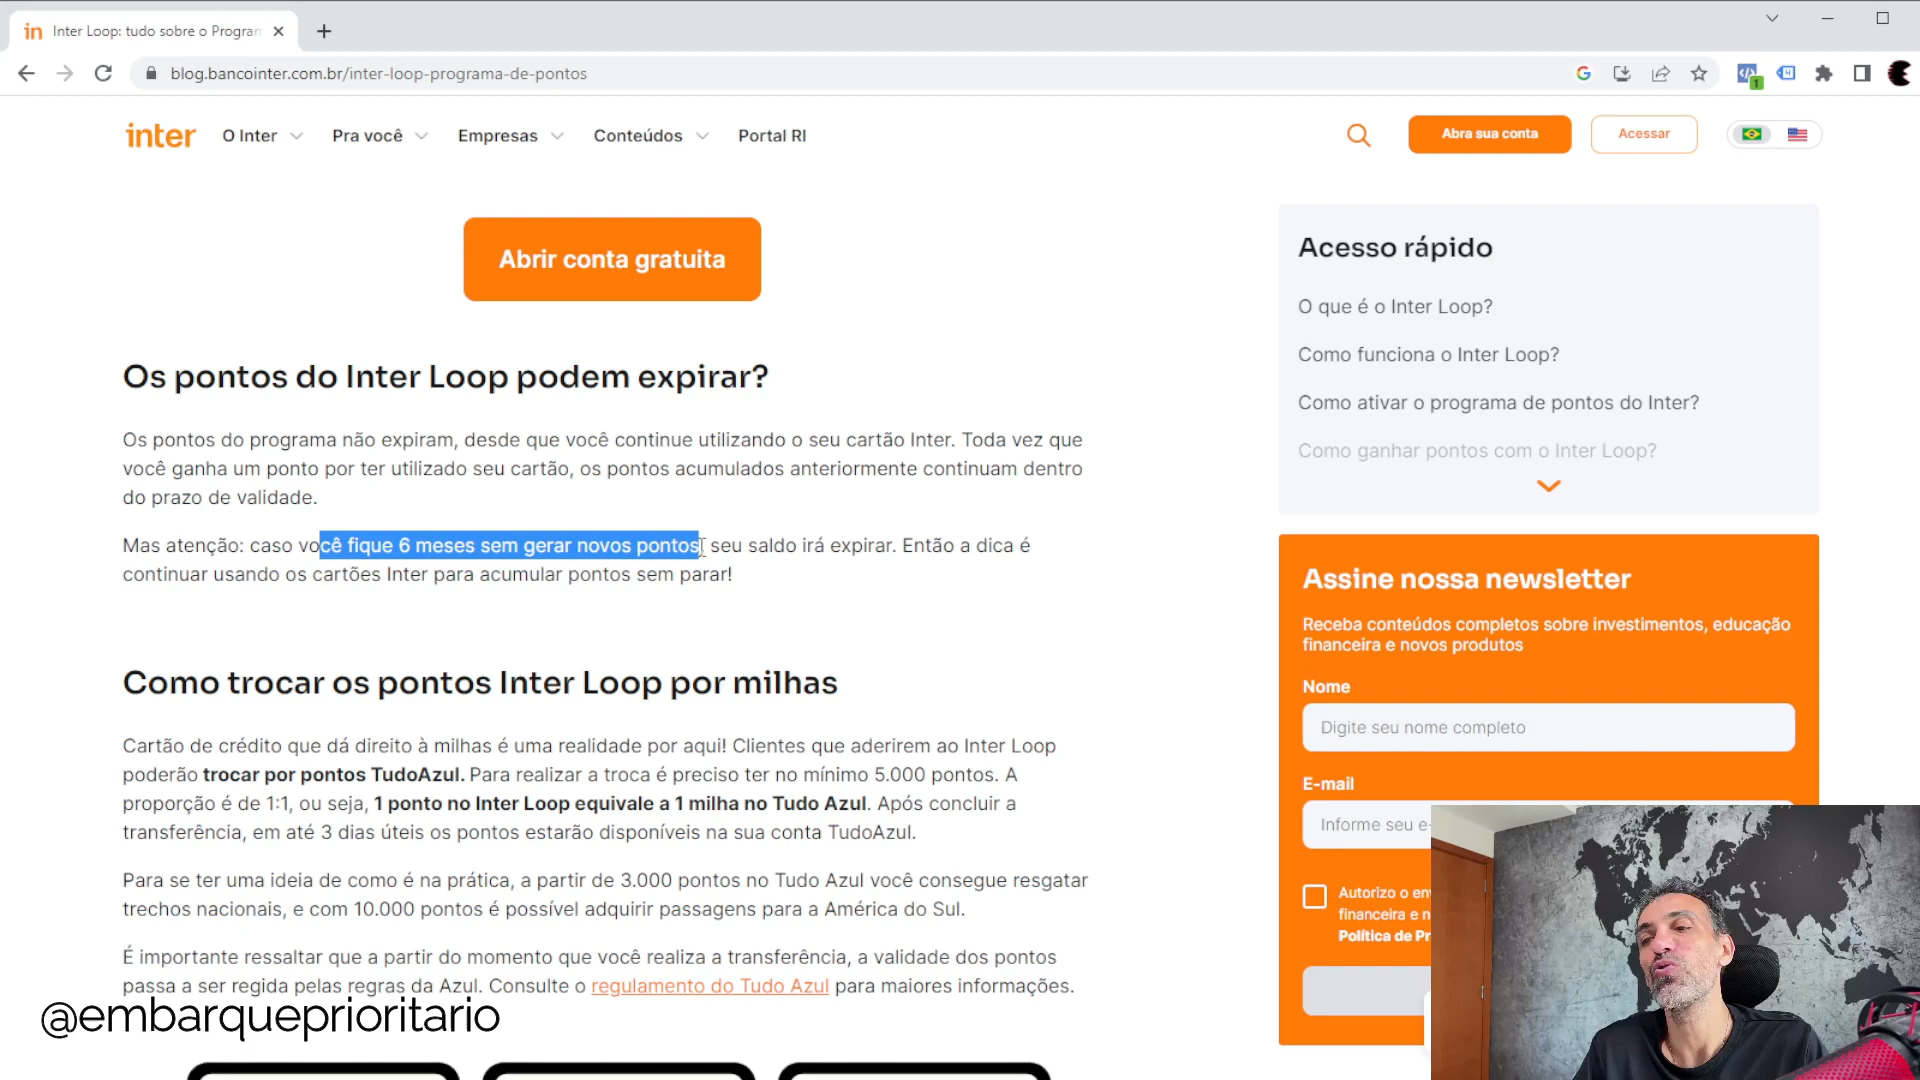 in Inter Loop: tudo sobre o Progran
blog.bancointer.com.br/inter-loop-programa-de-pontos
1
inter
O Inter
Pra você
Empresas
Conteúdos
Portal RI
Abra sua conta
Acessar
Abrir conta gratuita
Os pontos do Inter Loop podem expirar?
Os pontos do programa não expiram, desde que você continue utilizando o seu cartão Inter. Toda vez que
você ganha um ponto por ter utilizado seu cartão, os pontos acumulados anteriormente continuam dentro
do prazo de validade.
Mas atenção: caso você fique 6 meses sem gerar novos pontos, seu saldo irá expirar. Então a dica é
continuar usando os cartões Inter para acumular pontos sem parar!
Como trocar os pontos Inter Loop por milhas
Cartão de crédito que dá direito à milhas é uma realidade por aqui! Clientes que aderirem ao Inter Loop
poderão trocar por pontos TudoAzul. Para realizar a troca é preciso ter no mínimo 5.000 pontos. A
proporção é de 1:1, ou seja, 1 ponto no Inter Loop equivale a 1 milha no Tudo Azul. Após concluir a
transferência, em até 3 dias úteis os pontos estarão disponíveis na sua conta TudoAzul.
Para se ter uma ideia de como é na prática, a partir de 3.000 pontos no Tudo Azul você consegue resgatar
trechos nacionais, e com 10.000 pontos é possível adquirir passagens para a América do Sul.
É importante ressaltar que a partir do momento que você realiza a transferência, a validade dos pontos
passa a ser regida pelas regras da Azul. Consulte o regulamento do Tudo Azul para maiores informações.
@embarqueprioritario
Acesso rápido
O que é o Inter Loop?
Como funciona o Inter Loop?
Como ativar o programa de pontos do Inter?
Como ganhar pontos com o Inter Loop?
Assine nossa newsletter
Receba conteúdos completos sobre investimentos, educação
financeira e novos produtos
Nome
Digite seu nome completo
E-mail
Informe seu e-
Autorizo o en
financeira e n
Política de Pr